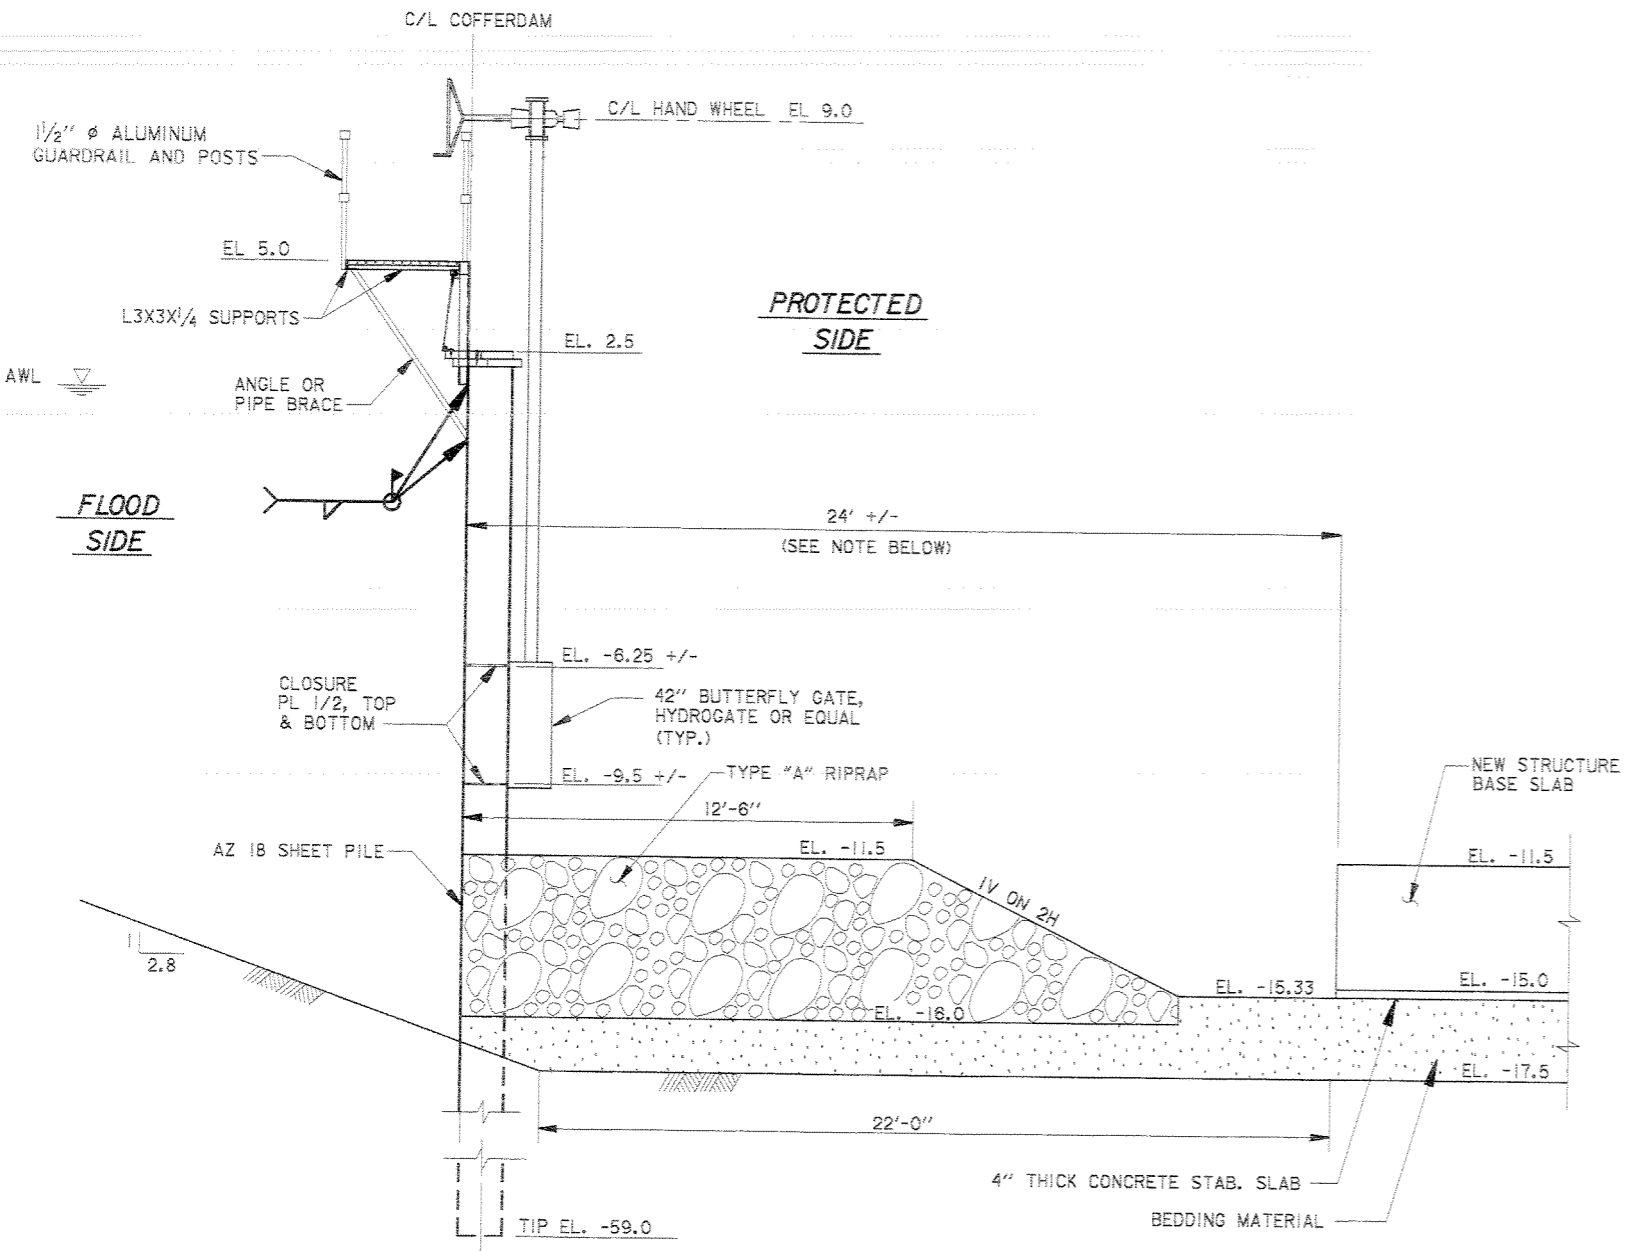 C/L COFFERDAM
C/L HAND WHEEL EL 9.0
1 1/2" ø ALUMINUM
GUARDRAIL AND POSTS
EL 5.0
L3X3X1/4 SUPPORTS
PROTECTED
SIDE
EL. 2.5
AWL
ANGLE OR
PIPE BRACE
FLOOD
SIDE
24' +/-
(SEE NOTE BELOW)
EL. -6.25 +/-
CLOSURE
PL 1/2, TOP
& BOTTOM
42" BUTTERFLY GATE,
HYDROGATE OR EQUAL
(TYP.)
EL. -9.5 +/-
TYPE "A" RIPRAP
NEW STRUCTURE
BASE SLAB
12'-6"
AZ 18 SHEET PILE
EL. -11.5
EL. -11.5
1V ON 2H
1
2.8
EL. -15.33
EL. -15.0
EL. -16.0
EL. -17.5
22'-0"
4" THICK CONCRETE STAB. SLAB
BEDDING MATERIAL
TIP EL. -59.0